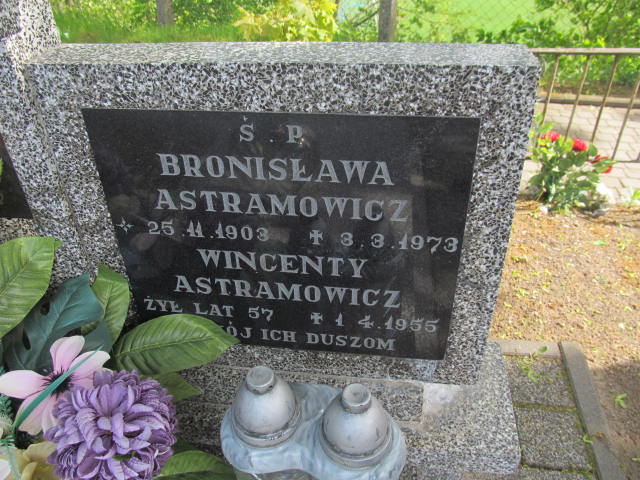 Ś.P.
BRONISŁAWA
ASTRAMOWICZ
25.11.1903 3.3.1973
WINCENTY
ASTRAMOWICZ
ŻYŁ LAT 57 1.4.1955
ICH DUSZOM